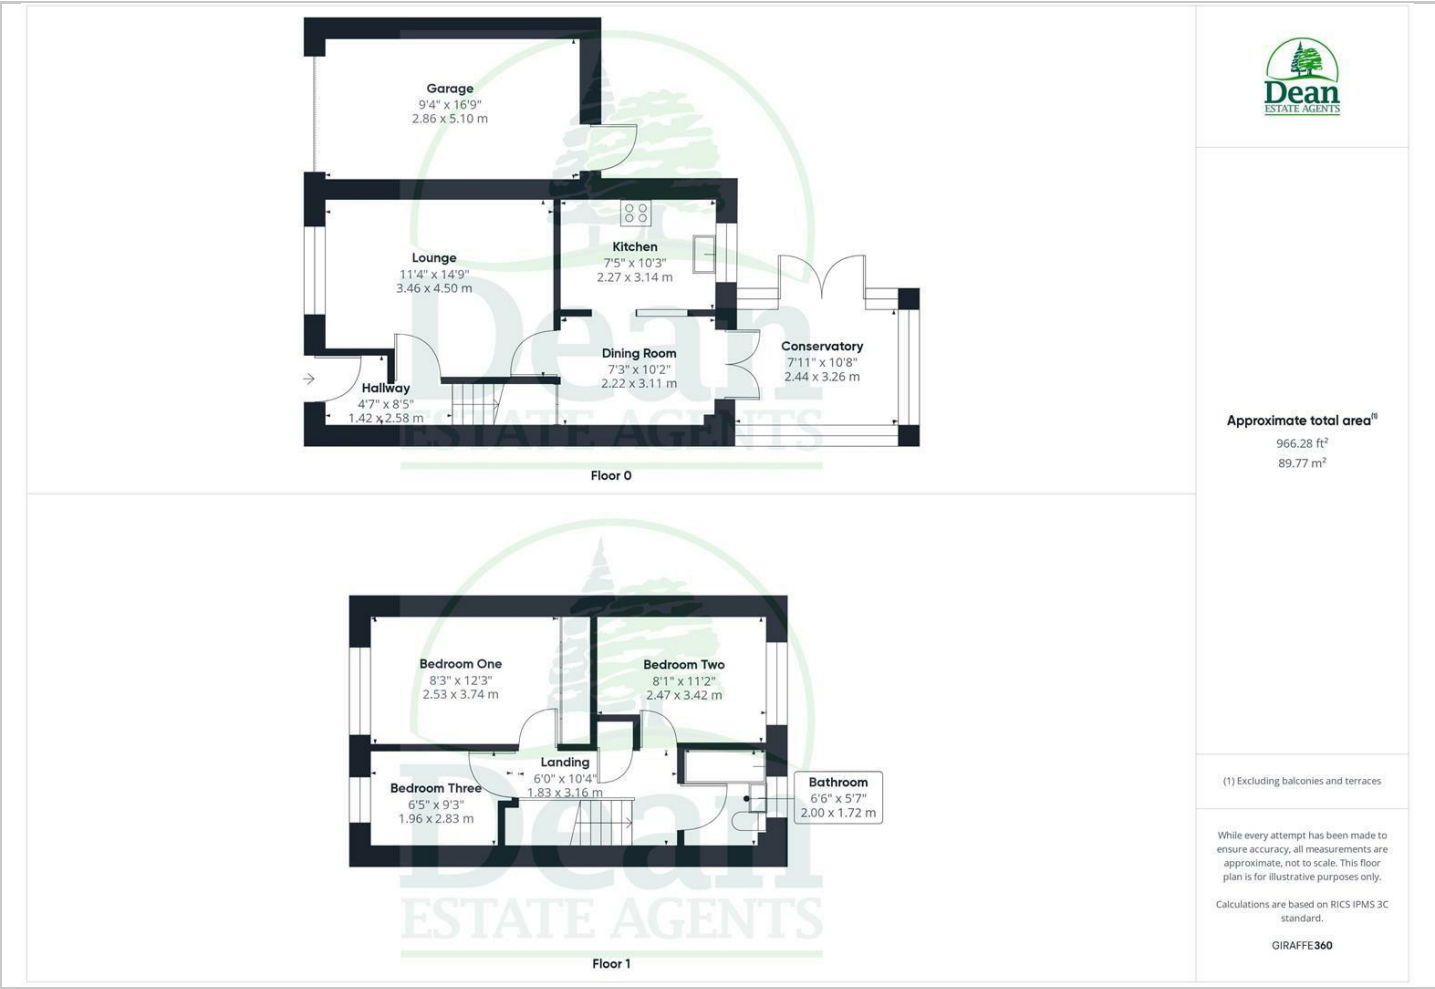 Garage
9'4" x 16'9"
2.86 x 5.10 m
Lounge
11'4" x 14'9"
3.46 x 4.50 m
Kitchen
7'5" x 10'3"
2.27 x 3.14 m
Dining Room
7'3" x 10'2"
2.22 x 3.11 m
Conservatory
7'11" x 10'8"
2.44 x 3.26 m
Hallway
4'7" x 8'5"
1.42 x 2.58 m
Dean
ESTATE AGENTS
Floor 0
Bedroom One
8'3" x 12'3"
2.53 x 3.74 m
Bedroom Two
8'1" x 11'2"
2.47 x 3.42 m
Landing
6'0" x 10'4"
1.83 x 3.16 m
Bedroom Three
6'5" x 9'3"
1.96 x 2.83 m
Bathroom
6'6" x 5'7"
2.00 x 1.72 m
Dean
ESTATE AGENTS
Floor 1
Dean
ESTATE AGENTS
Approximate total area(1)
966.28 ft²
89.77 m²
(1) Excluding balconies and terraces
While every attempt has been made to
ensure accuracy, all measurements are
approximate, not to scale. This floor
plan is for illustrative purposes only.
Calculations are based on RICS IPMS 3C
standard.
GIRAFFE360